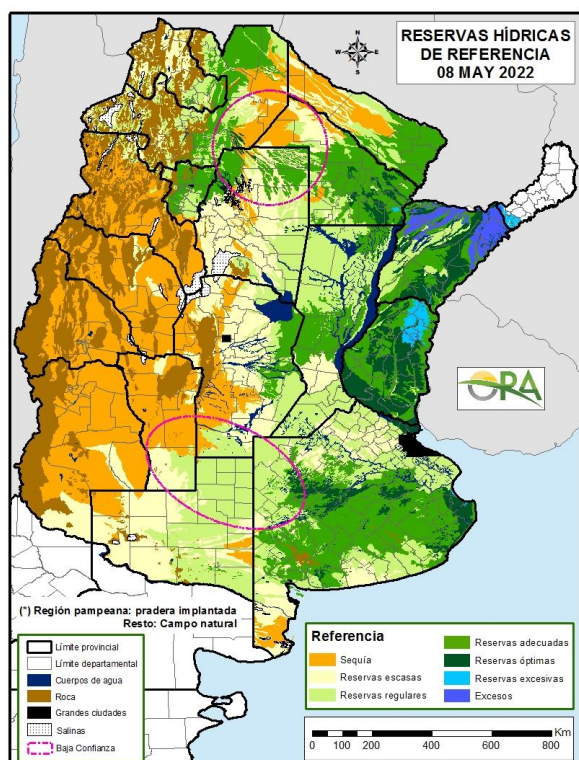 RESERVAS HÍDRICAS
DE REFERENCIA
08 MAY 2022
N
W
E
S
ORA
(*) Región pampeana: pradera implantada
Resto: Campo natural
Límite provincial
Límite departamental
Cuerpos de agua
Roca
Grandes ciudades
Salinas
Baja Confianza
Referencia
Sequía
Reservas escasas
Reservas regulares
Reservas adecuadas
Reservas óptimas
Reservas excesivas
Excesos
Km
0 50 100 200 400 600 800